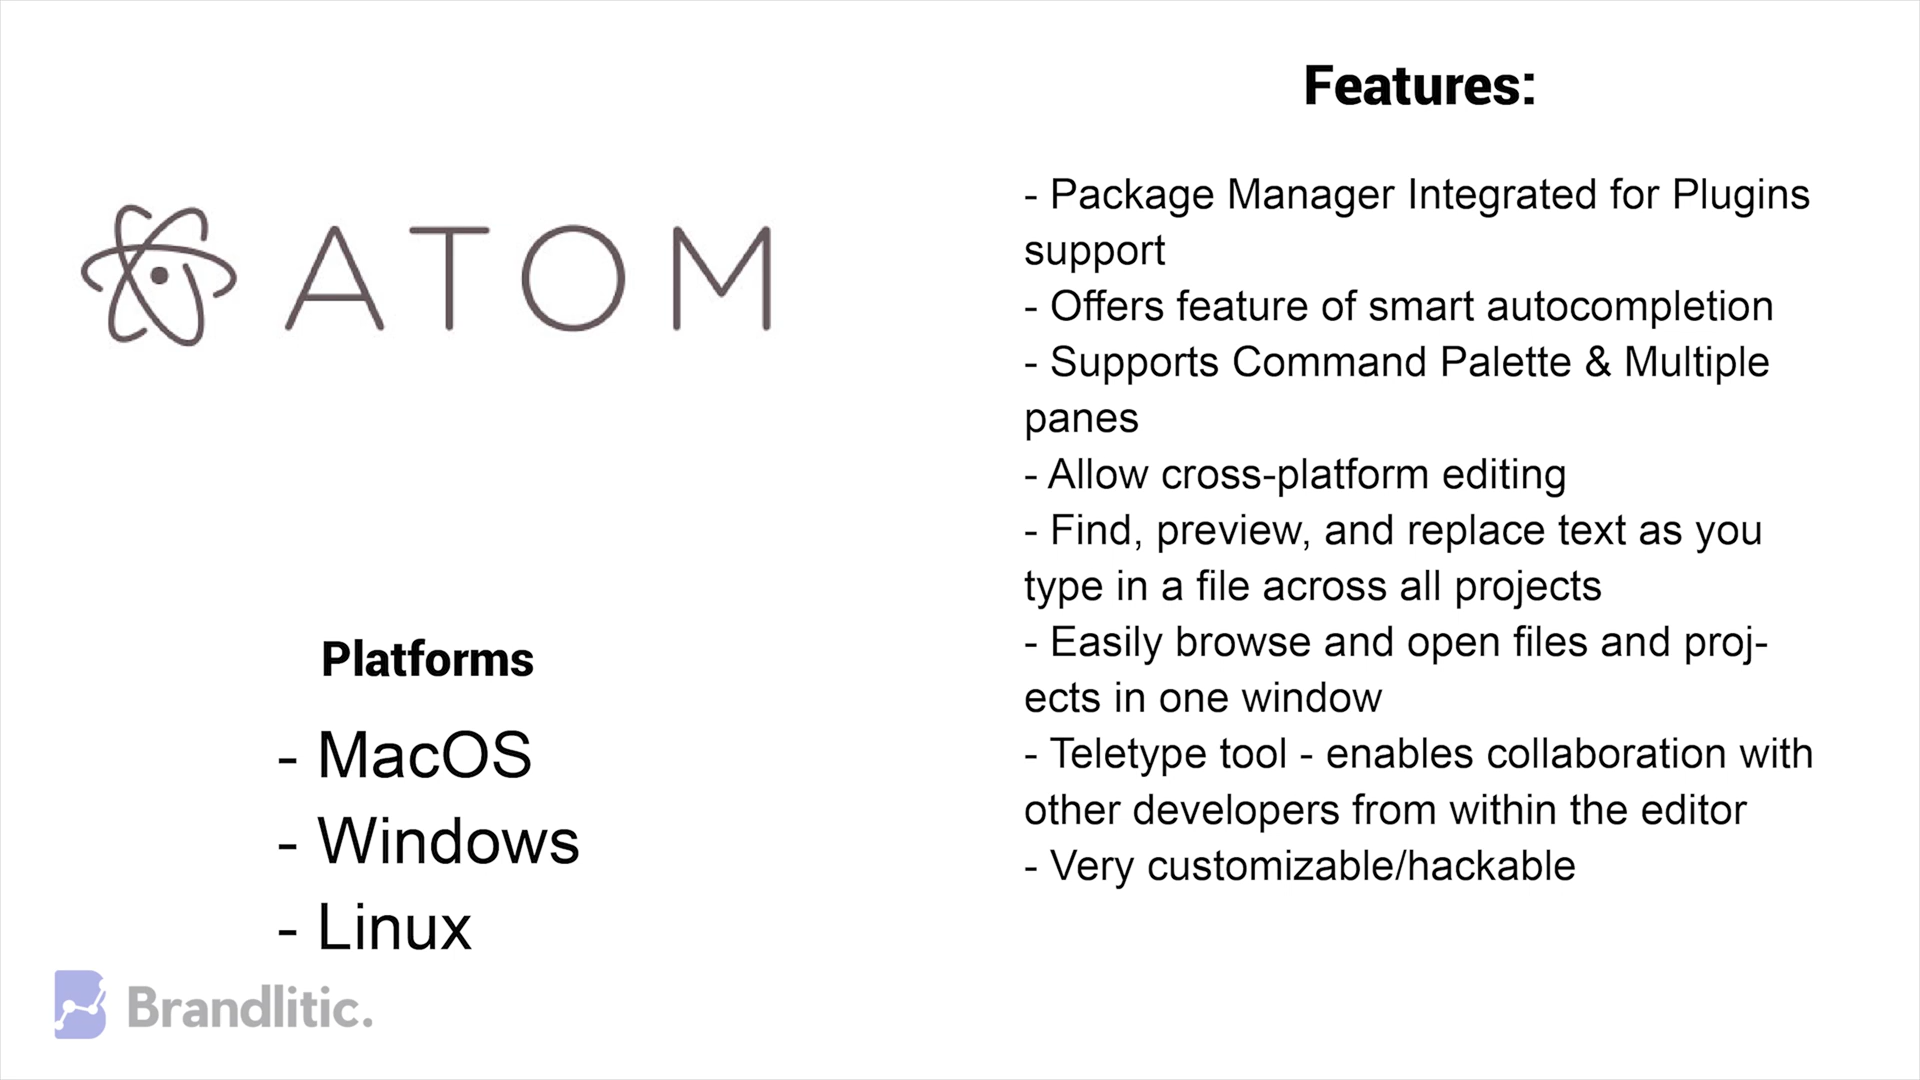 ATOM
Platforms
- MacOS
- Windows
- Linux
Brandlitic.
Features:
- Package Manager Integrated for Plugins
support
- Offers feature of smart autocompletion
- Supports Command Palette & Multiple
panes
- Allow cross-platform editing
- Find, preview, and replace text as you
type in a file across all projects
- Easily browse and open files and proj-
ects in one window
- Teletype tool - enables collaboration with
other developers from within the editor
- Very customizable/hackable